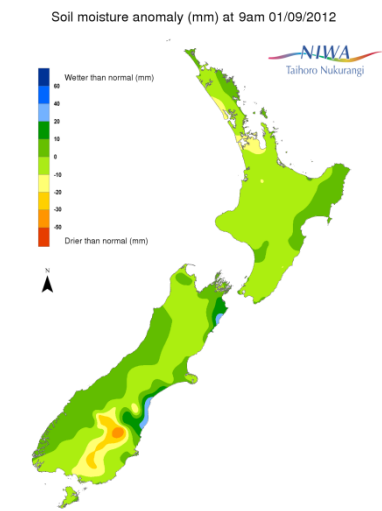 Soil moisture anomaly (mm) at 9am 01/09/2012
NIWA
Taihoro Nukurangi
Wetter than normal (mm)
60
40
20
10
0
-10
-20
-30
-60
Drier than normal (mm)
N